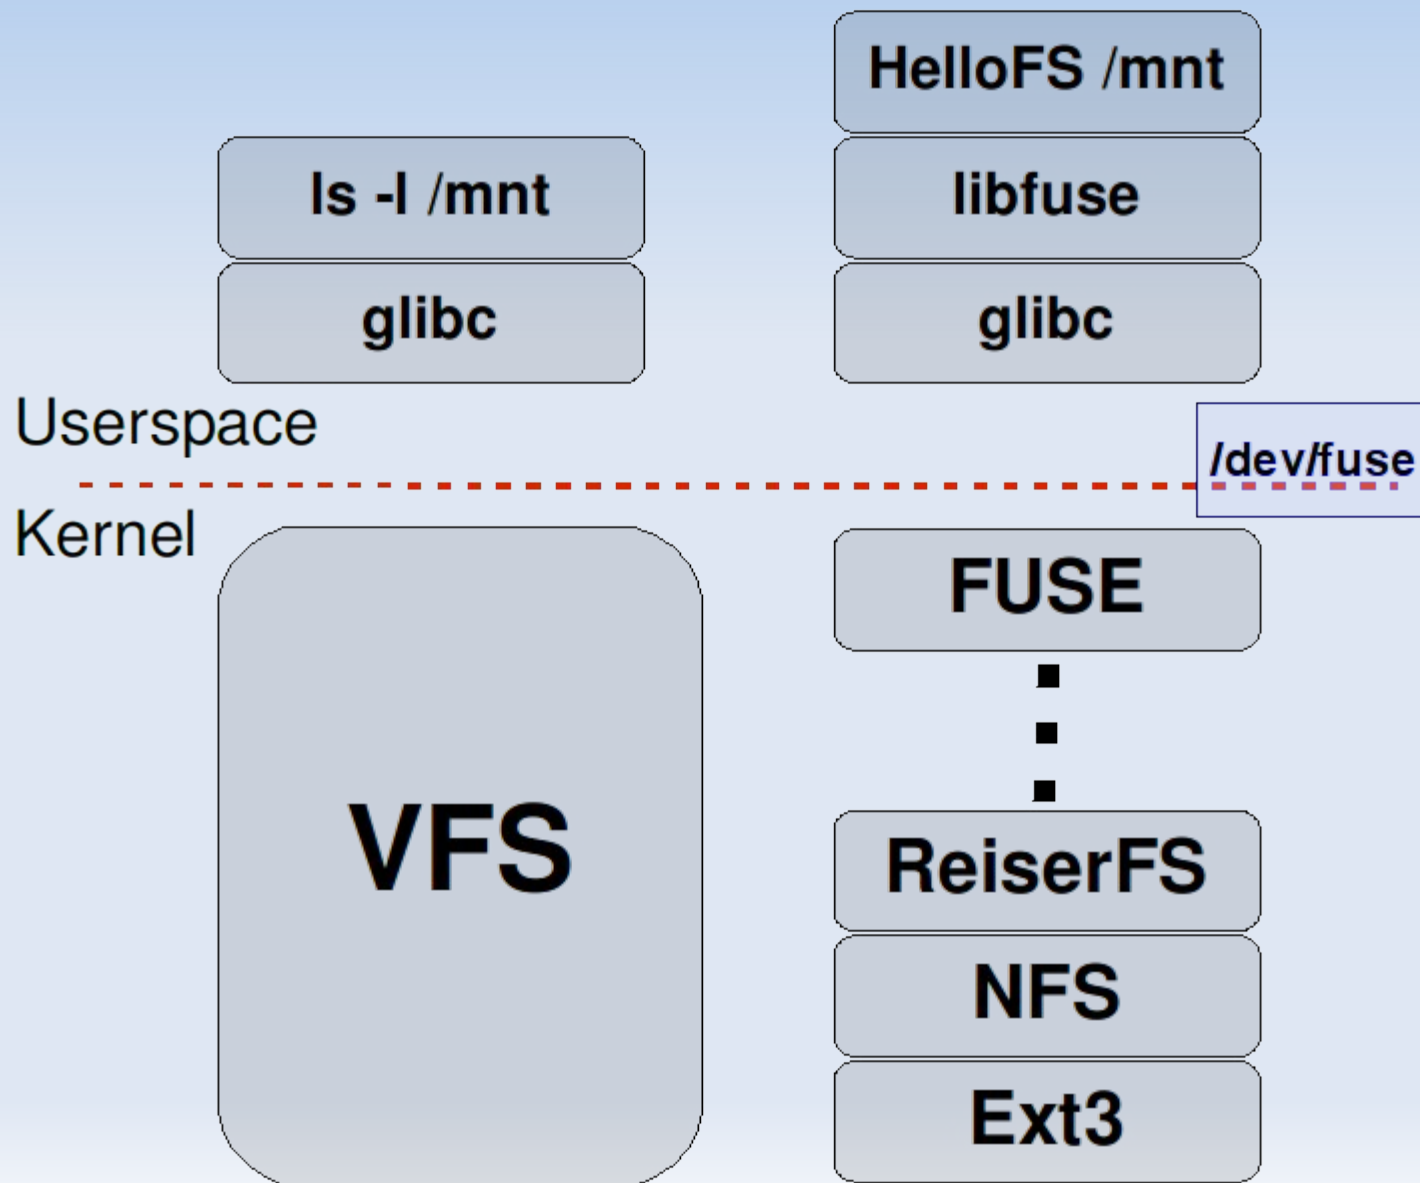 HelloFS /mnt
ls -l /mnt
libfuse
glibc
glibc
Userspace
/dev/fuse
Kernel
FUSE
VFS
ReiserFS
NFS
Ext3